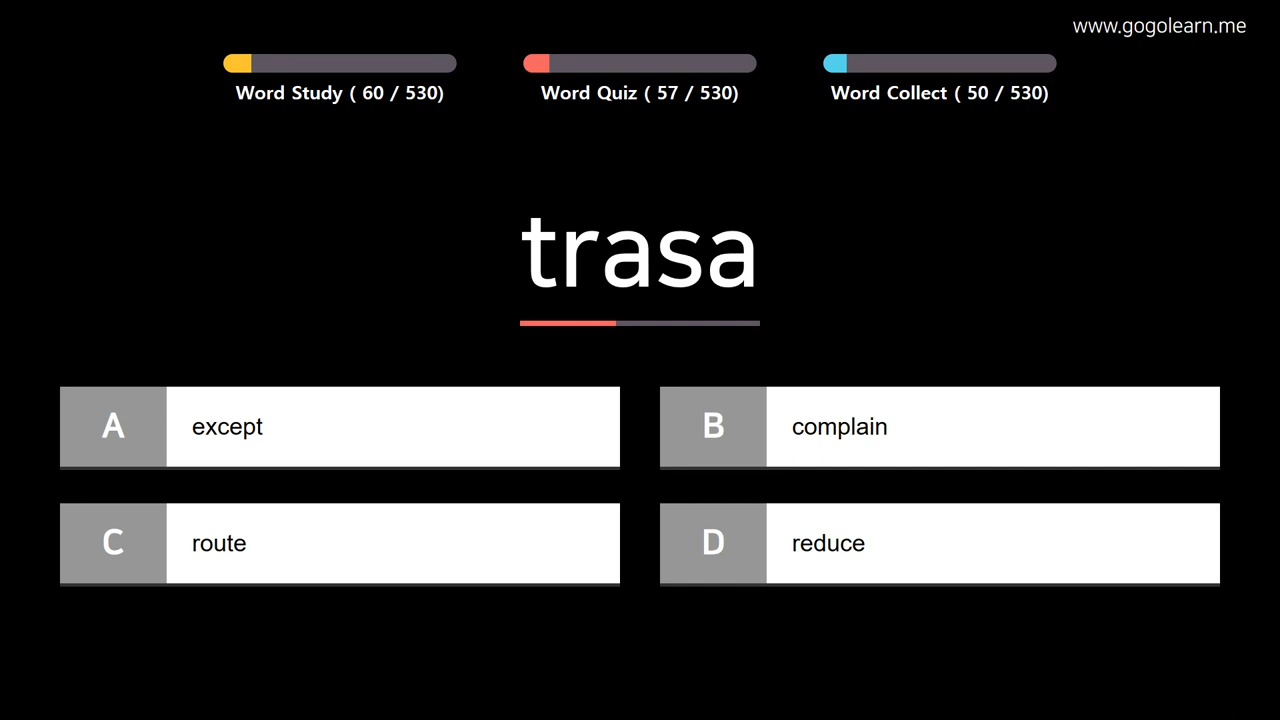 www.gogolearn.me
Word Study ( 60 / 530)
Word Quiz ( 57 / 530)
Word Collect ( 50 / 530)
trasa
A except
B complain
C route
D reduce